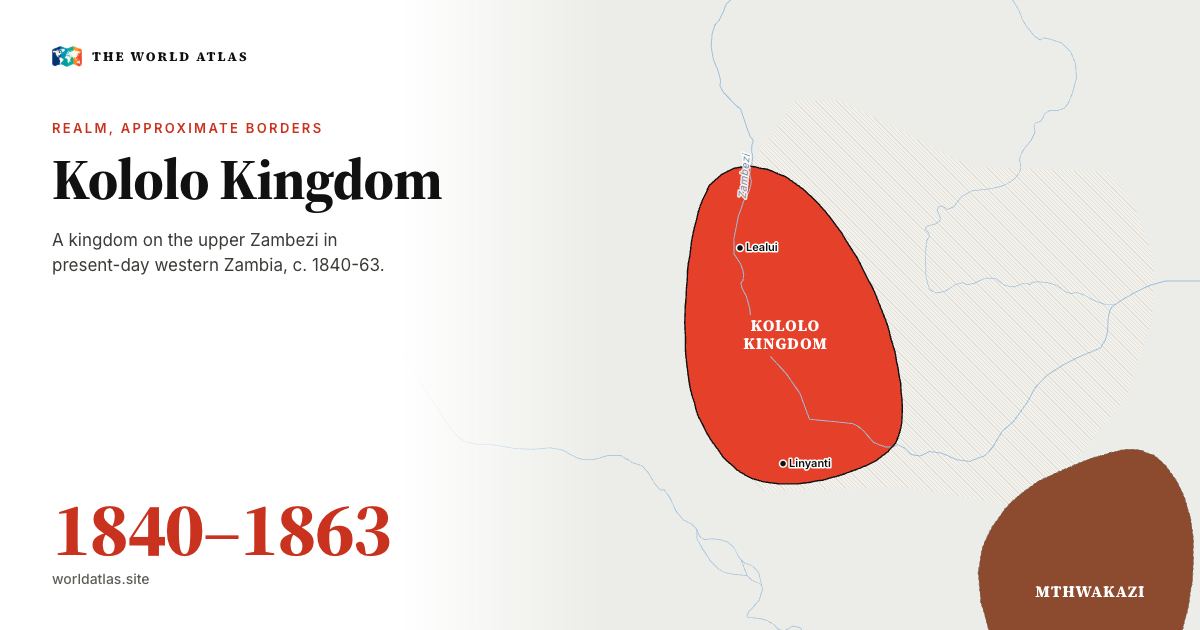 THE WORLD ATLAS
REALM, APPROXIMATE BORDERS
Kololo Kingdom
A kingdom on the upper Zambezi in
present-day western Zambia, c. 1840-63.
1840–1863
worldatlas.site
Zambezi
Lealui
KOLOLO
KINGDOM
Linyanti
MTHWAKAZI